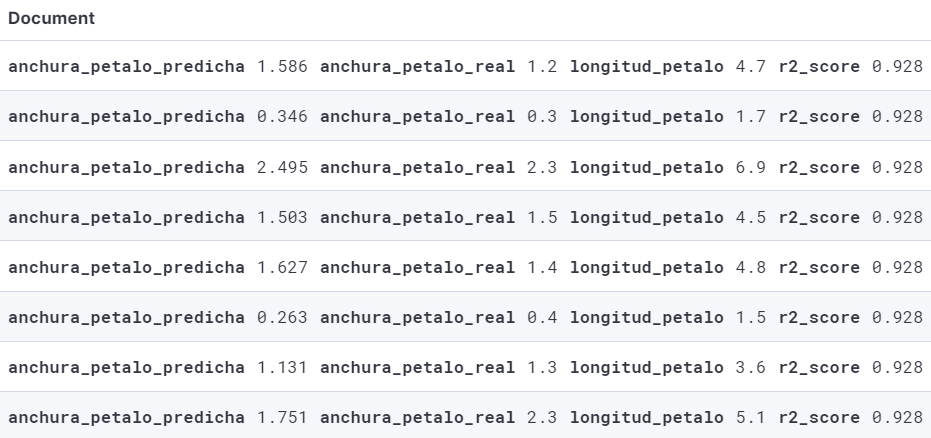 Document
anchura_petalo_predicha 1.586 anchura_petalo_real 1.2 longitud_petalo 4.7 r2_score 0.928
anchura_petalo_predicha 0.346 anchura_petalo_real 0.3 longitud_petalo 1.7 r2_score 0.928
anchura_petalo_predicha 2.495 anchura_petalo_real 2.3 longitud_petalo 6.9 r2_score 0.928
anchura_petalo_predicha 1.503 anchura_petalo_real 1.5 longitud_petalo 4.5 r2_score 0.928
anchura_petalo_predicha 1.627 anchura_petalo_real 1.4 longitud_petalo 4.8 r2_score 0.928
anchura_petalo_predicha 0.263 anchura_petalo_real 0.4 longitud_petalo 1.5 r2_score 0.928
anchura_petalo_predicha 1.131 anchura_petalo_real 1.3 longitud_petalo 3.6 r2_score 0.928
anchura_petalo_predicha 1.751 anchura_petalo_real 2.3 longitud_petalo 5.1 r2_score 0.928